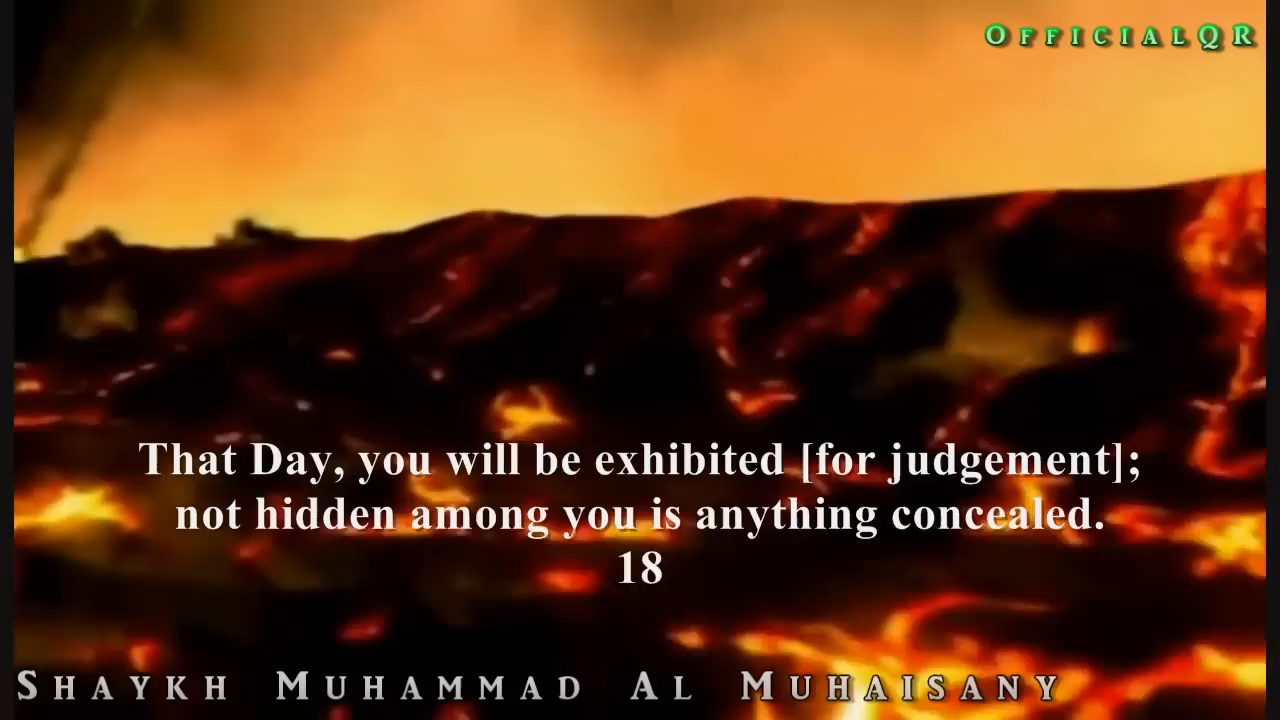 OfficialQR
That Day, you will be exhibited [for judgement];
not hidden among you is anything concealed.
18
Shaykh Muhammad Al Muhaisany